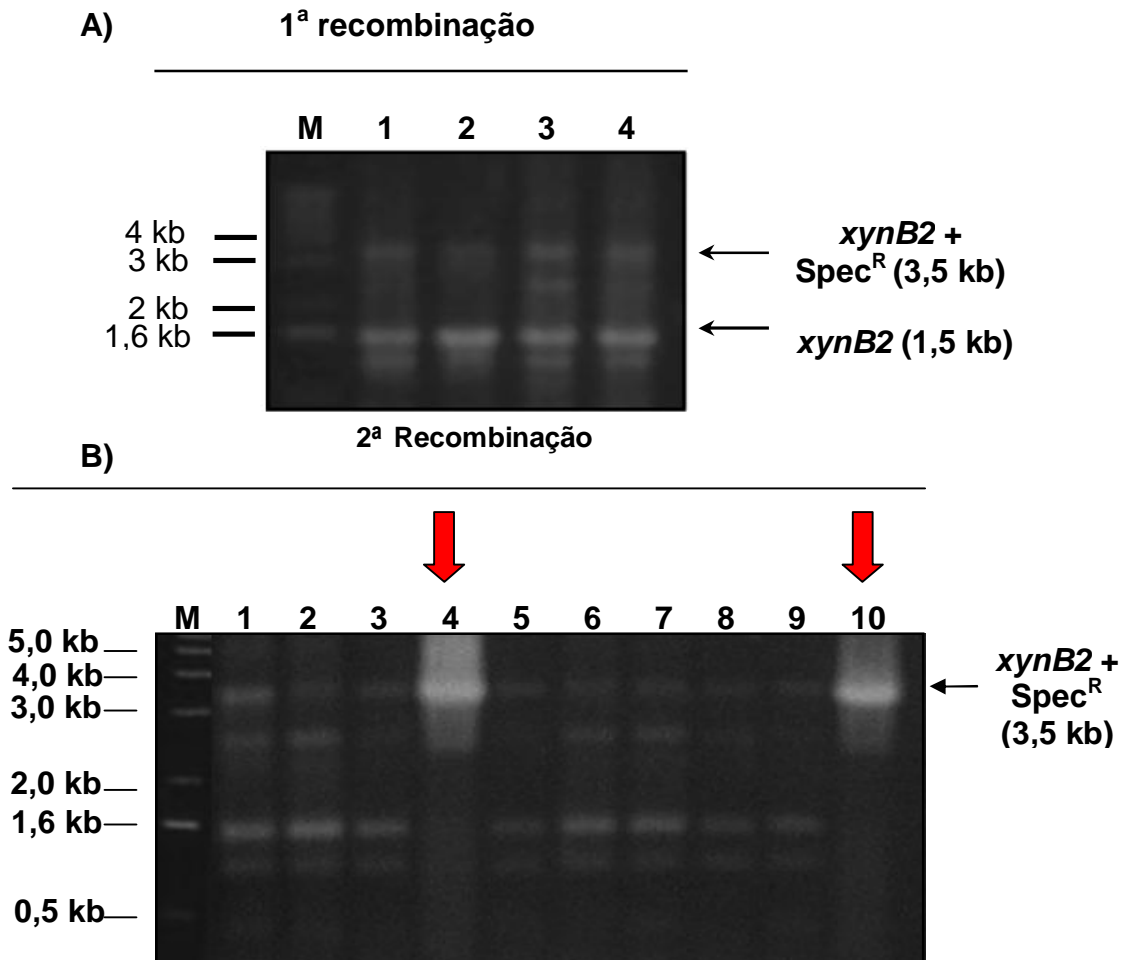 A)
1ª recombinação
M 1 2 3 4
4 kb
3 kb
2 kb
1,6 kb
xynB2 +
Spec^R (3,5 kb)
xynB2 (1,5 kb)
2ª Recombinação
B)
M 1 2 3 4 5 6 7 8 9 10
5,0 kb
4,0 kb
3,0 kb
2,0 kb
1,6 kb
0,5 kb
xynB2 +
Spec^R
(3,5 kb)